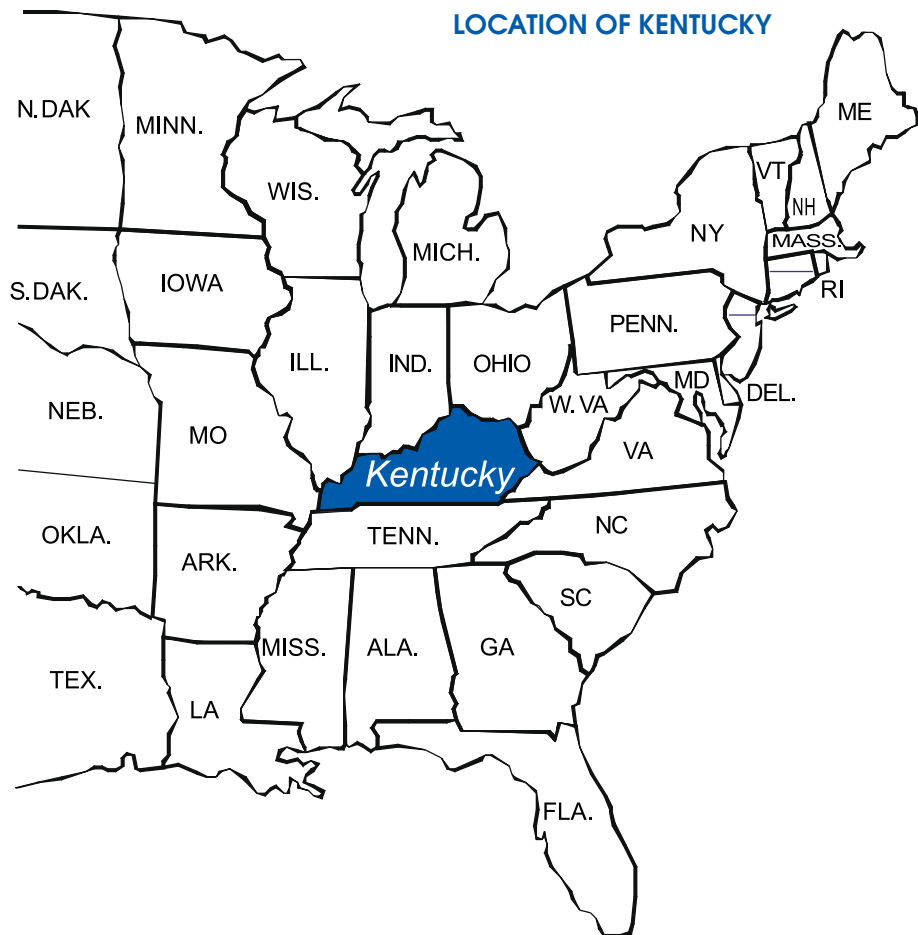 LOCATION OF KENTUCKY
N.DAK
MINN.
ME
VT
WIS.
NH
NY
MASS.
MICH.
IOWA
S.DAK.
RI
PENN.
ILL.
IND.
OHIO
MD
DEL.
NEB.
W. VA
MO
VA
Kentucky
NC
OKLA.
TENN.
ARK.
SC
MISS.
ALA.
GA
TEX.
LA
FLA.